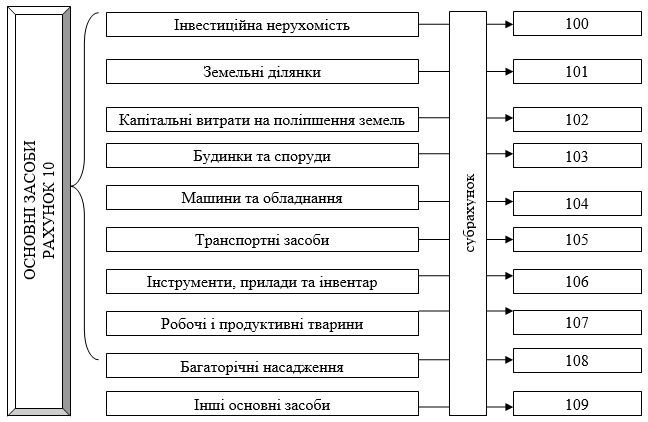 ОСНОВНІ ЗАСОБИ
РАХУНОК 10
Інвестиційна нерухомість
100
Земельні ділянки
101
Капітальні витрати на поліпшення земель
102
Будинки та споруди
103
Машини та обладнання
104
Транспортні засоби
105
Інструменти, прилади та інвентар
106
Робочі і продуктивні тварини
107
Багаторічні насадження
108
Інші основні засоби
109
субрахунок